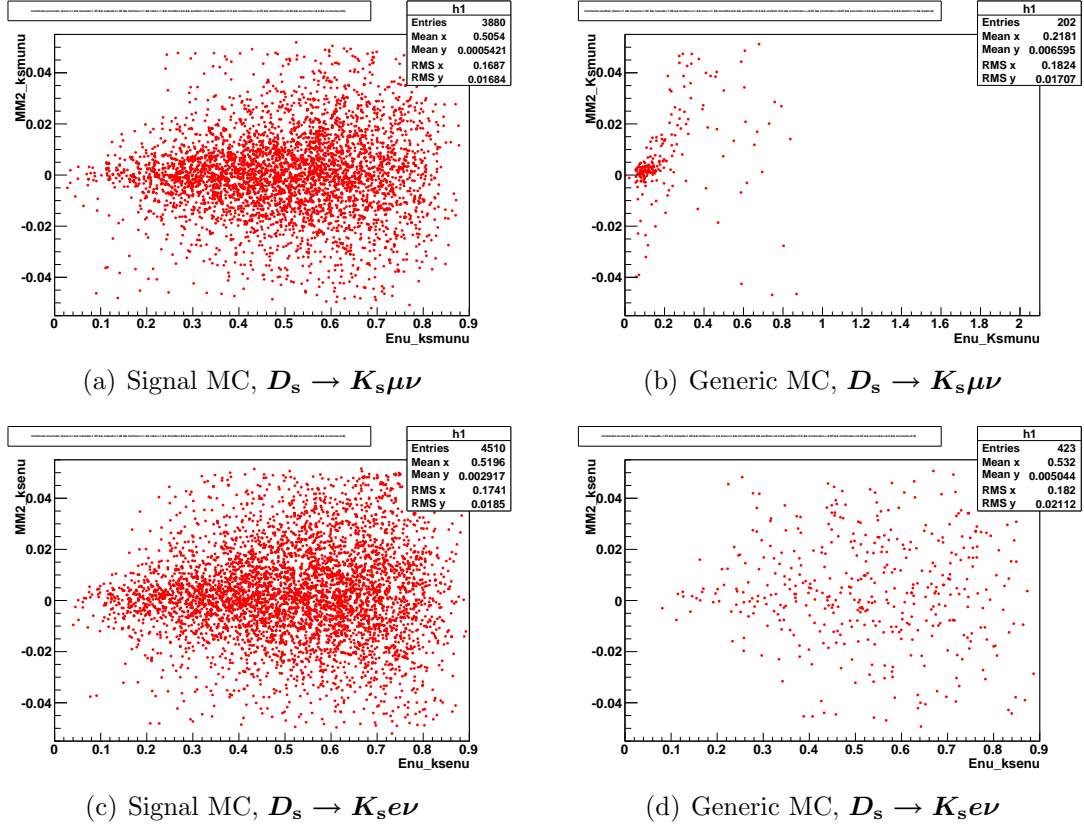 h1
Entries 3880
Mean x 0.5054
Mean y 0.0005421
RMS x 0.1687
RMS y 0.01684
MM2_ksmunu
0.04
0.02
0
-0.02
-0.04
0 0.1 0.2 0.3 0.4 0.5 0.6 0.7 0.8 0.9
Enu_ksmunu
(a) Signal MC, D_s → K_sμν
h1
Entries 202
Mean x 0.2181
Mean y 0.006595
RMS x 0.1824
RMS y 0.01707
MM2_Ksmunu
0.04
0.02
0
-0.02
-0.04
0 0.2 0.4 0.6 0.8 1 1.2 1.4 1.6 1.8 2
Enu_Ksmunu
(b) Generic MC, D_s → K_sμν
h1
Entries 4510
Mean x 0.5196
Mean y 0.002917
RMS x 0.1741
RMS y 0.0185
MM2_ksenu
0.04
0.02
0
-0.02
-0.04
0 0.1 0.2 0.3 0.4 0.5 0.6 0.7 0.8 0.9
Enu_ksenu
(c) Signal MC, D_s → K_seν
h1
Entries 423
Mean x 0.532
Mean y 0.005044
RMS x 0.182
RMS y 0.02112
MM2_ksenu
0.04
0.02
0
-0.02
-0.04
0 0.1 0.2 0.3 0.4 0.5 0.6 0.7 0.8 0.9
Enu_ksenu
(d) Generic MC, D_s → K_seν